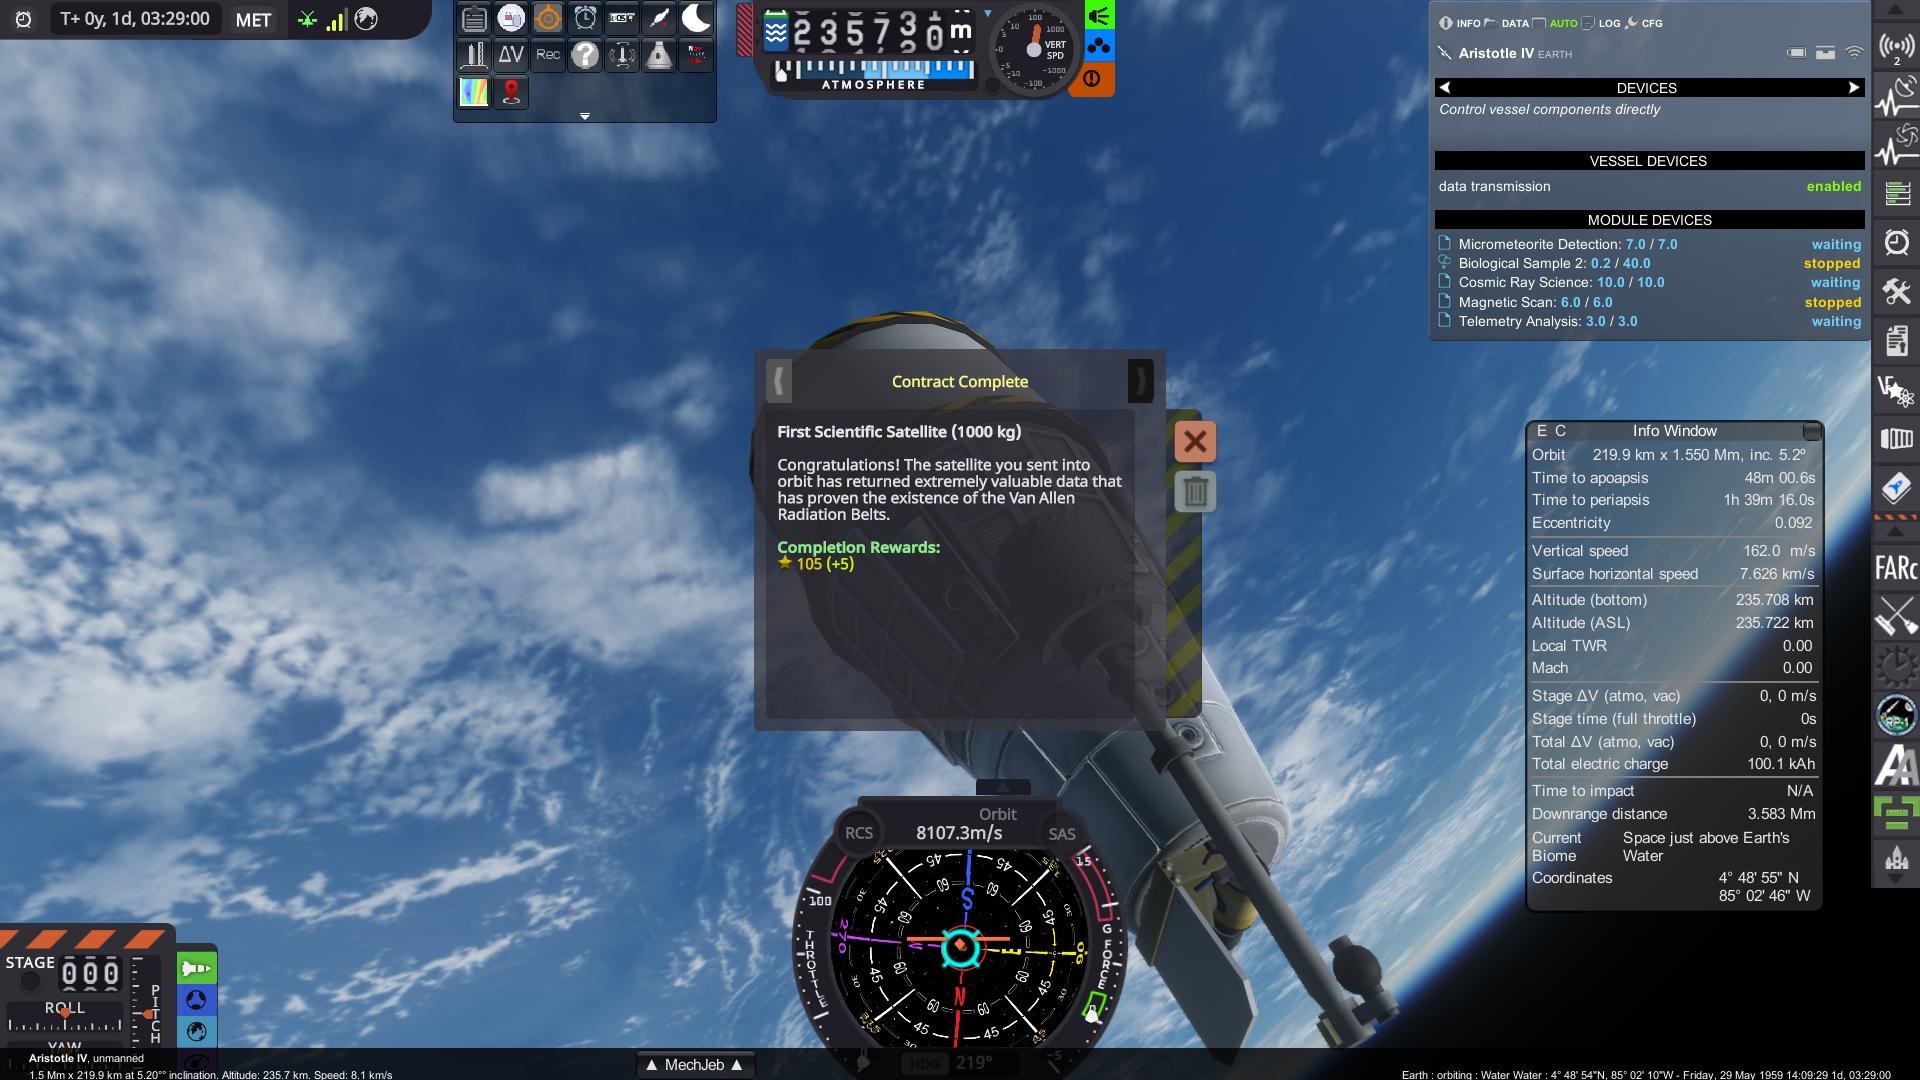 T+ 0y, 1d, 03:29:00 MET
ΔV Rec
235730 m
ATMOSPHERE
VERT
SPD
INFO DATA AUTO LOG CFG
Aristotle IV EARTH
DEVICES
Control vessel components directly
VESSEL DEVICES
data transmission enabled
MODULE DEVICES
Micrometeorite Detection: 7.0 / 7.0 waiting
Biological Sample 2: 0.2 / 40.0 stopped
Cosmic Ray Science: 10.0 / 10.0 waiting
Magnetic Scan: 6.0 / 6.0 stopped
Telemetry Analysis: 3.0 / 3.0 waiting
2
Contract Complete
First Scientific Satellite (1000 kg)
Congratulations! The satellite you sent into
orbit has returned extremely valuable data that
has proven the existence of the Van Allen
Radiation Belts.
Completion Rewards:
105 (+5)
E C Info Window
Orbit 219.9 km x 1.550 Mm, inc. 5.2º
Time to apoapsis 48m 00.6s
Time to periapsis 1h 39m 16.0s
Eccentricity 0.092
Vertical speed 162.0 m/s
Surface horizontal speed 7.626 km/s
Altitude (bottom) 235.708 km
Altitude (ASL) 235.722 km
Local TWR 0.00
Mach 0.00
Stage ΔV (atmo, vac) 0, 0 m/s
Stage time (full throttle) 0s
Total ΔV (atmo, vac) 0, 0 m/s
Total electric charge 100.1 kAh
Time to impact N/A
Downrange distance 3.583 Mm
Current Biome Space just above Earth's Water
Coordinates 4° 48' 55" N
85° 02' 46" W
FARc
Orbit
RCS 8107.3m/s SAS
THROTTLE
G FORCE
HDG 219°
STAGE 000
ROLL
PITCH
YAW
▲ MechJeb ▲
Aristotle IV, unmanned
1.5 Mm x 219.9 km at 5.20°° inclination. Altitude: 235.7 km. Speed: 8.1 km/s
Earth : orbiting : Water Water : 4° 48' 54"N, 85° 02' 10"W - Friday, 29 May 1959 14:09:29 1d, 03:29:00